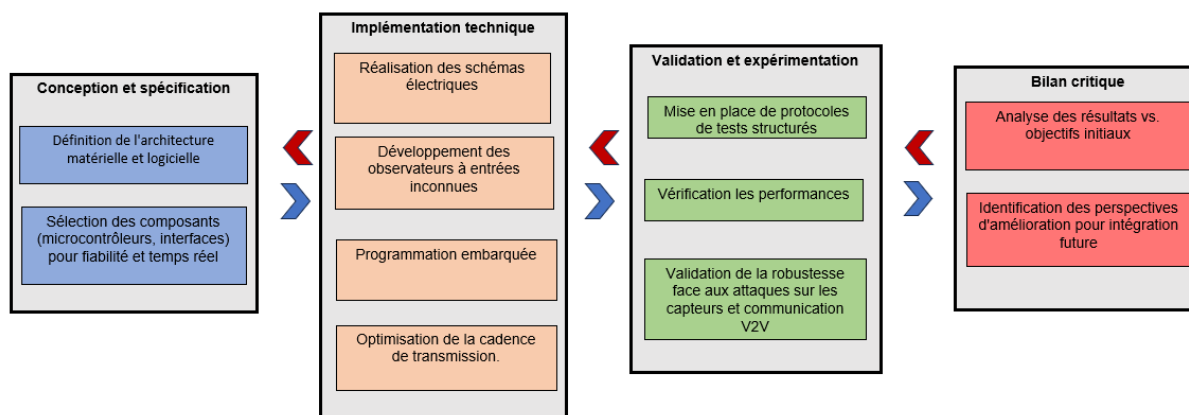 Conception et spécification
Définition de l'architecture
matérielle et logicielle
Sélection des composants
(microcontrôleurs, interfaces)
pour fiabilité et temps réel
Implémentation technique
Réalisation des schémas
électriques
Développement des
observateurs à entrées
inconnues
Programmation embarquée
Optimisation de la cadence
de transmission.
Validation et expérimentation
Mise en place de protocoles
de tests structurés
Vérification les performances
Validation de la robustesse
face aux attaques sur les
capteurs et communication
V2V
Bilan critique
Analyse des résultats vs.
objectifs initiaux
Identification des perspectives
d'amélioration pour intégration
future